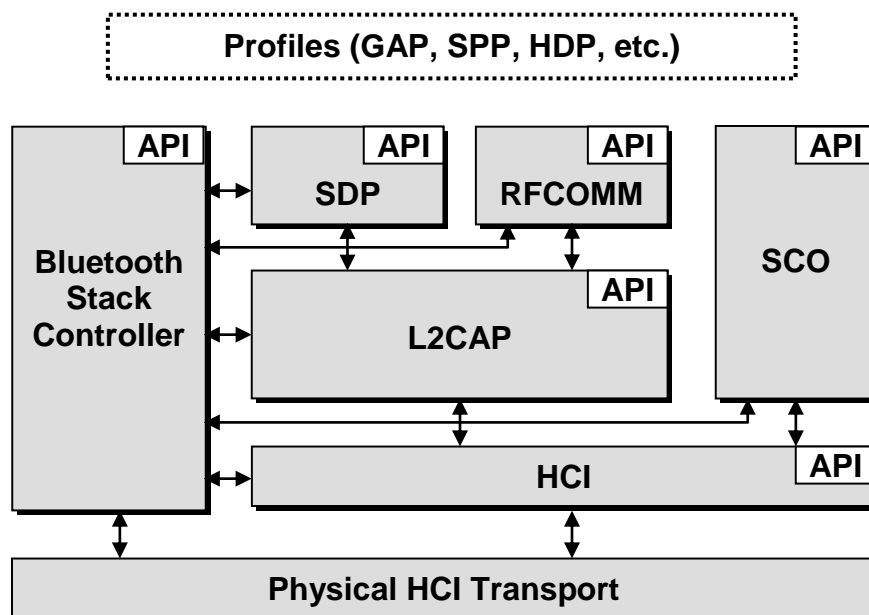 Profiles (GAP, SPP, HDP, etc.)
API
API
API
API
SDP
RFCOMM
Bluetooth
Stack
Controller
SCO
API
L2CAP
API
HCI
Physical HCI Transport